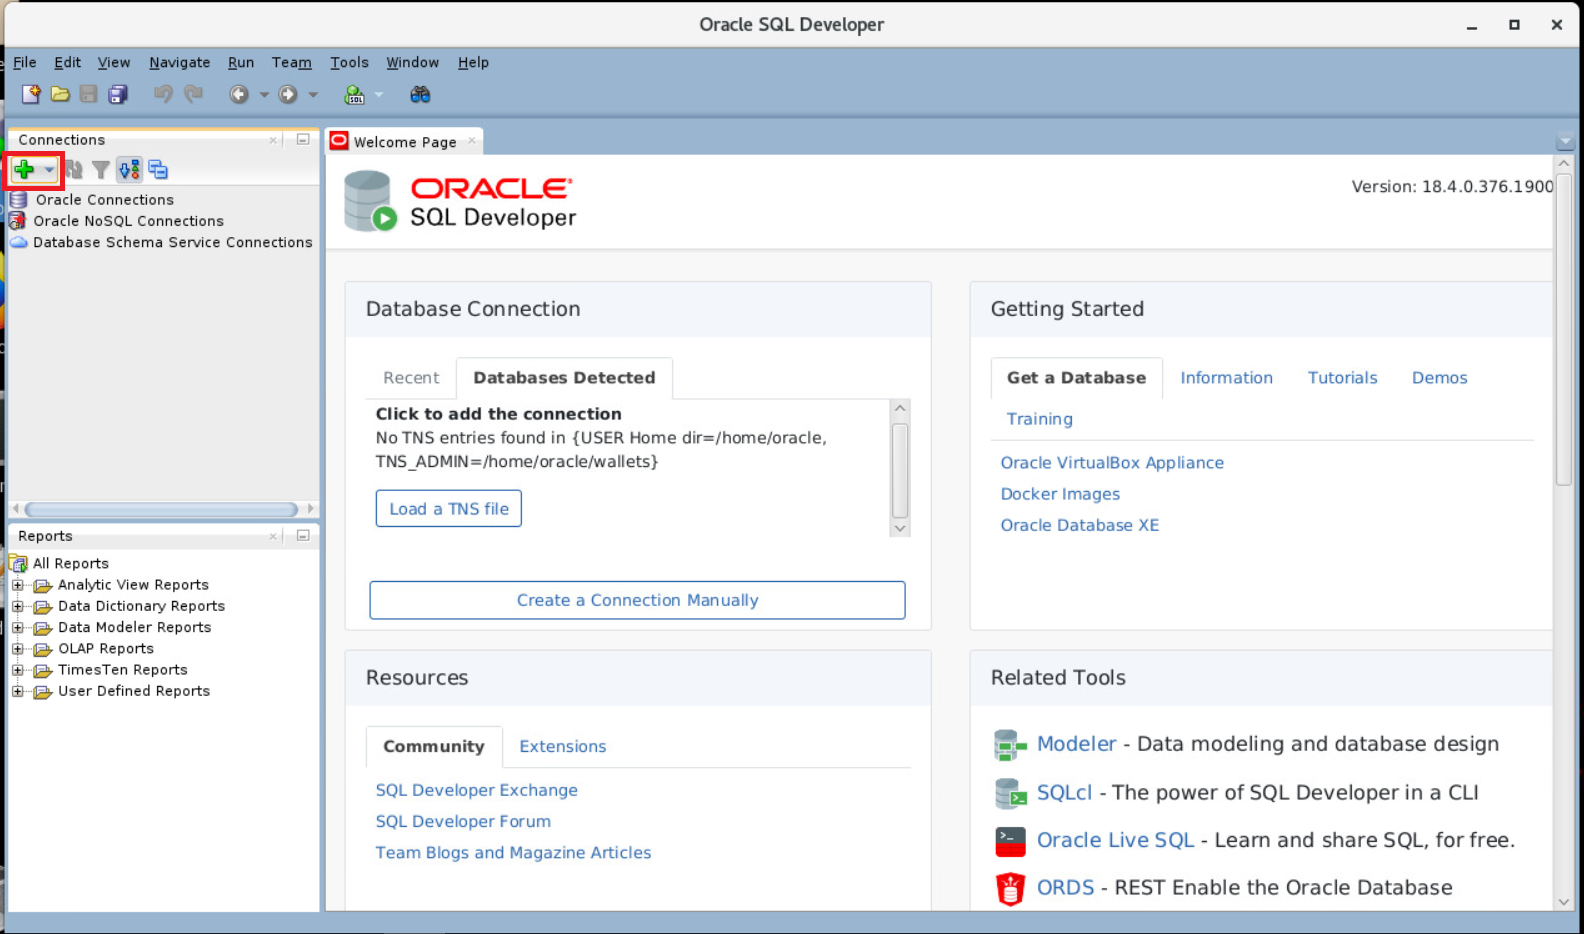 Oracle SQL Developer
File Edit View Navigate Run Team Tools Window Help
SQL
Connections
Oracle Connections
Oracle NoSQL Connections
Database Schema Service Connections
Reports
All Reports
Analytic View Reports
Data Dictionary Reports
Data Modeler Reports
OLAP Reports
TimesTen Reports
User Defined Reports
Welcome Page
ORACLE
SQL Developer
Version: 18.4.0.376.1900
Database Connection
Recent Databases Detected
Click to add the connection
No TNS entries found in {USER Home dir=/home/oracle,
TNS_ADMIN=/home/oracle/wallets}
Load a TNS file
Create a Connection Manually
Getting Started
Get a Database Information Tutorials Demos
Training
Oracle VirtualBox Appliance
Docker Images
Oracle Database XE
Resources
Community Extensions
SQL Developer Exchange
SQL Developer Forum
Team Blogs and Magazine Articles
Related Tools
Modeler - Data modeling and database design
SQLcl - The power of SQL Developer in a CLI
Oracle Live SQL - Learn and share SQL, for free.
ORDS - REST Enable the Oracle Database